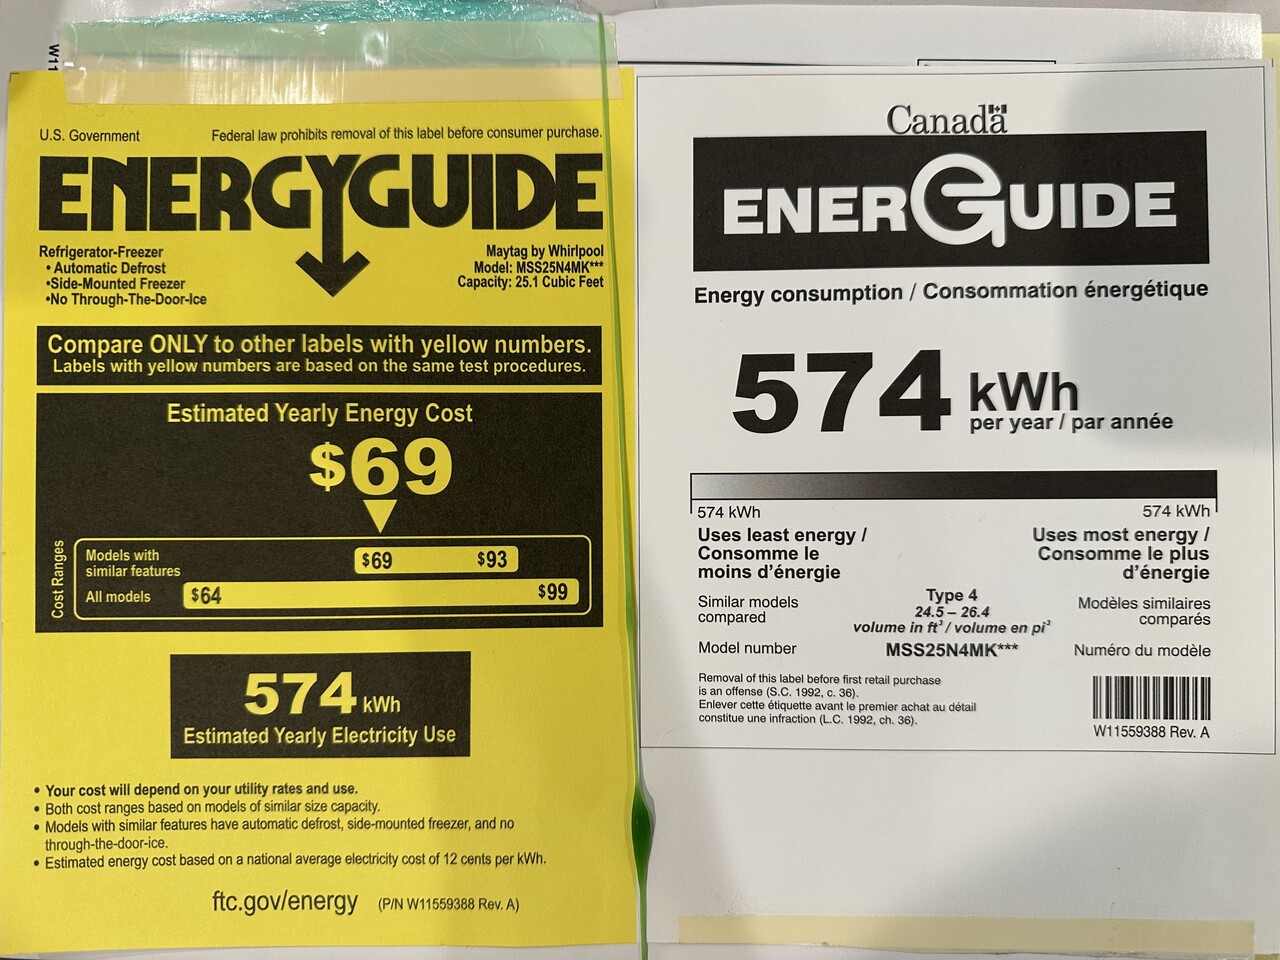 W11
U.S. Government
Federal law prohibits removal of this label before consumer purchase.
ENERGYGUIDE
Refrigerator-Freezer
• Automatic Defrost
•Side-Mounted Freezer
•No Through-The-Door-Ice
Maytag by Whirlpool
Model: MSS25N4MK***
Capacity: 25.1 Cubic Feet
Compare ONLY to other labels with yellow numbers.
Labels with yellow numbers are based on the same test procedures.
Estimated Yearly Energy Cost
$69
Cost Ranges
Models with
similar features
$69 $93
All models
$64 $99
574 kWh
Estimated Yearly Electricity Use
• Your cost will depend on your utility rates and use.
• Both cost ranges based on models of similar size capacity.
• Models with similar features have automatic defrost, side-mounted freezer, and no
through-the-door-ice.
• Estimated energy cost based on a national average electricity cost of 12 cents per kWh.
ftc.gov/energy (P/N W11559388 Rev. A)
Canada
ENERGUIDE
Energy consumption / Consommation énergétique
574 kWh
per year / par année
574 kWh
574 kWh
Uses least energy /
Consomme le
moins d'énergie
Uses most energy /
Consomme le plus
d'énergie
Similar models
compared
Type 4
24.5 – 26.4
volume in ft³ / volume en pi³
Modèles similaires
comparés
Model number
MSS25N4MK***
Numéro du modèle
Removal of this label before first retail purchase
is an offense (S.C. 1992, c. 36).
Enlever cette étiquette avant le premier achat au détail
constitue une infraction (L.C. 1992, ch. 36).
W11559388 Rev. A